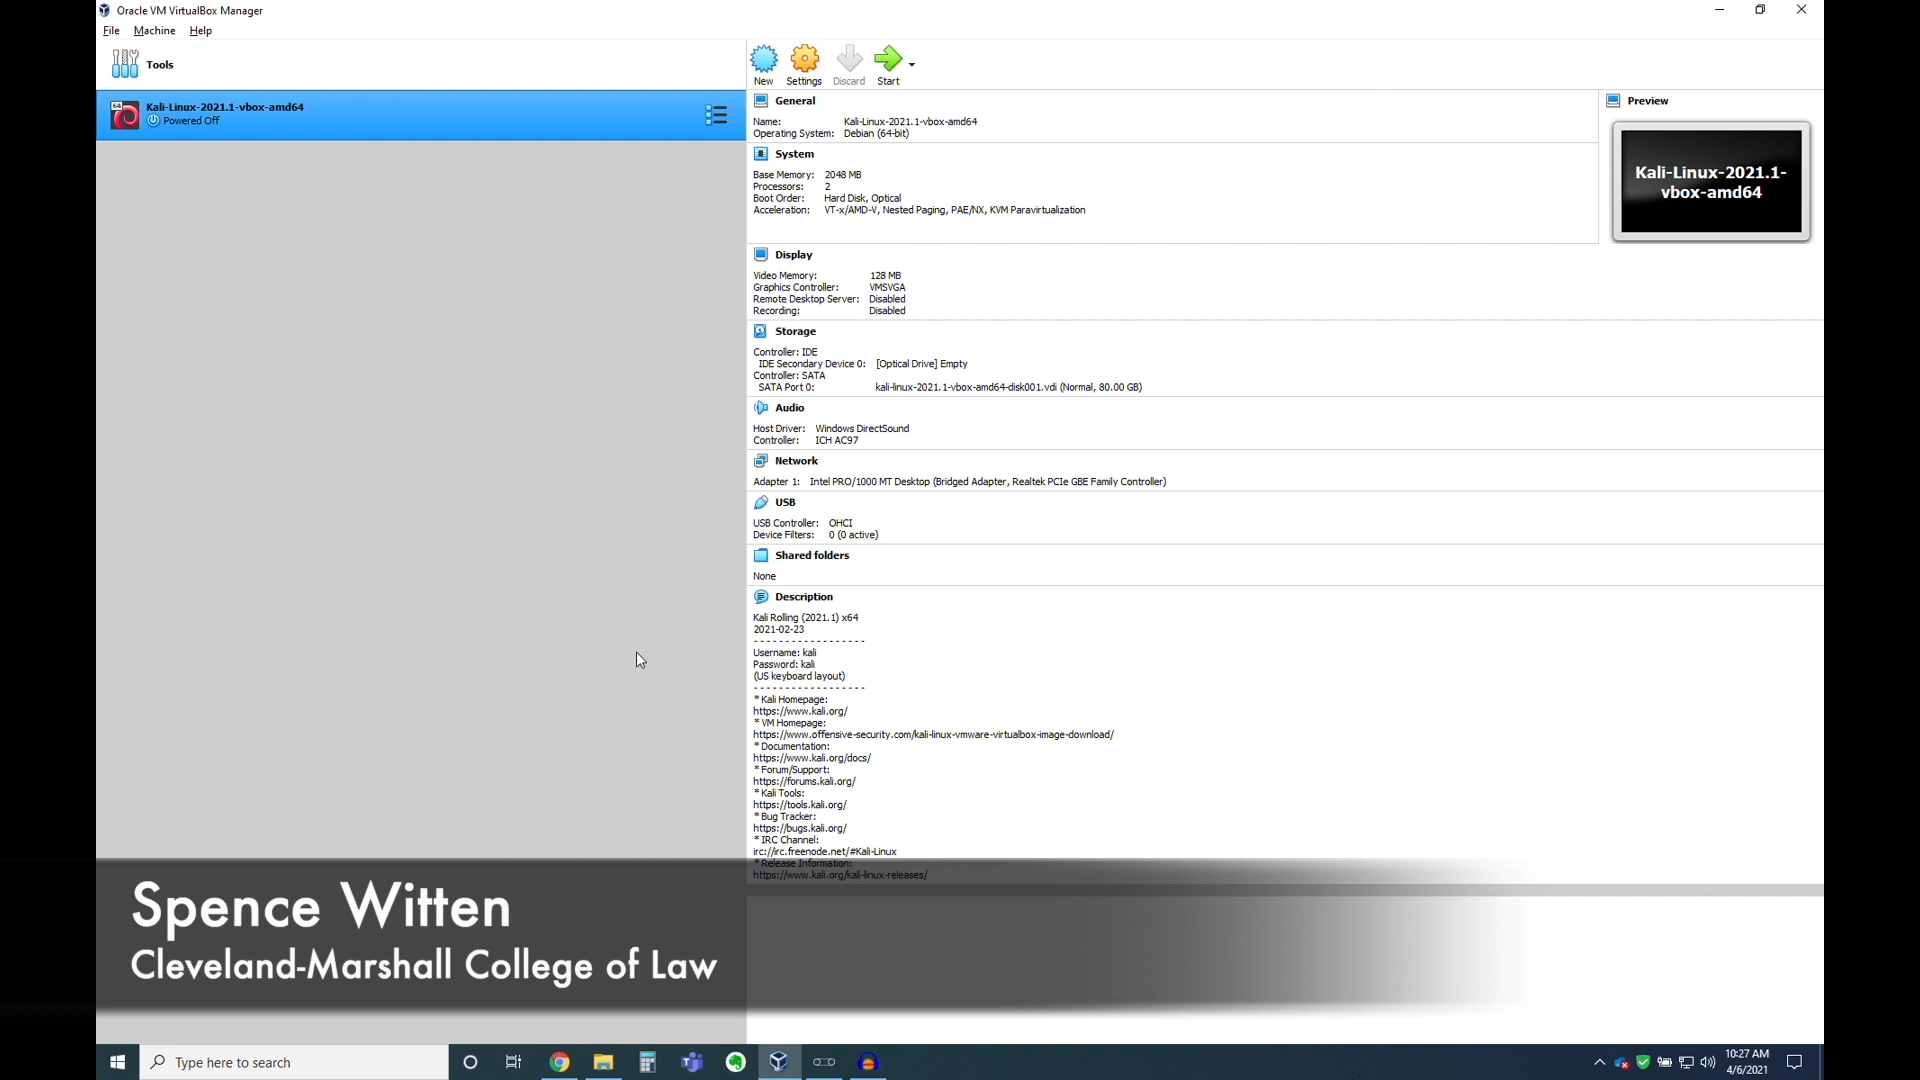 Oracle VM VirtualBox Manager
File Machine Help
Tools
New Settings Discard Start
64 Kali-Linux-2021.1-vbox-amd64
Powered Off
General
Name: Kali-Linux-2021.1-vbox-amd64
Operating System: Debian (64-bit)
Preview
Kali-Linux-2021.1-
vbox-amd64
System
Base Memory: 2048 MB
Processors: 2
Boot Order: Hard Disk, Optical
Acceleration: VT-x/AMD-V, Nested Paging, PAE/NX, KVM Paravirtualization
Display
Video Memory: 128 MB
Graphics Controller: VMSVGA
Remote Desktop Server: Disabled
Recording: Disabled
Storage
Controller: IDE
IDE Secondary Device 0: [Optical Drive] Empty
Controller: SATA
SATA Port 0: kali-linux-2021.1-vbox-amd64-disk001.vdi (Normal, 80.00 GB)
Audio
Host Driver: Windows DirectSound
Controller: ICH AC97
Network
Adapter 1: Intel PRO/1000 MT Desktop (Bridged Adapter, Realtek PCIe GBE Family Controller)
USB
USB Controller: OHCI
Device Filters: 0 (0 active)
Shared folders
None
Description
Kali Rolling (2021.1) x64
2021-02-23
- - - - - - - - - - - - - - - - - -
Username: kali
Password: kali
(US keyboard layout)
- - - - - - - - - - - - - - - - - -
* Kali Homepage:
https://www.kali.org/
* VM Homepage:
https://www.offensive-security.com/kali-linux-vmware-virtualbox-image-download/
* Documentation:
https://www.kali.org/docs/
* Forum/Support:
https://forums.kali.org/
* Kali Tools:
https://tools.kali.org/
* Bug Tracker:
https://bugs.kali.org/
* IRC Channel:
irc://irc.freenode.net/#Kali-Linux
* Release Information:
https://www.kali.org/kali-linux-releases/
Spence Witten
Cleveland-Marshall College of Law
Type here to search
10:27 AM
4/6/2021